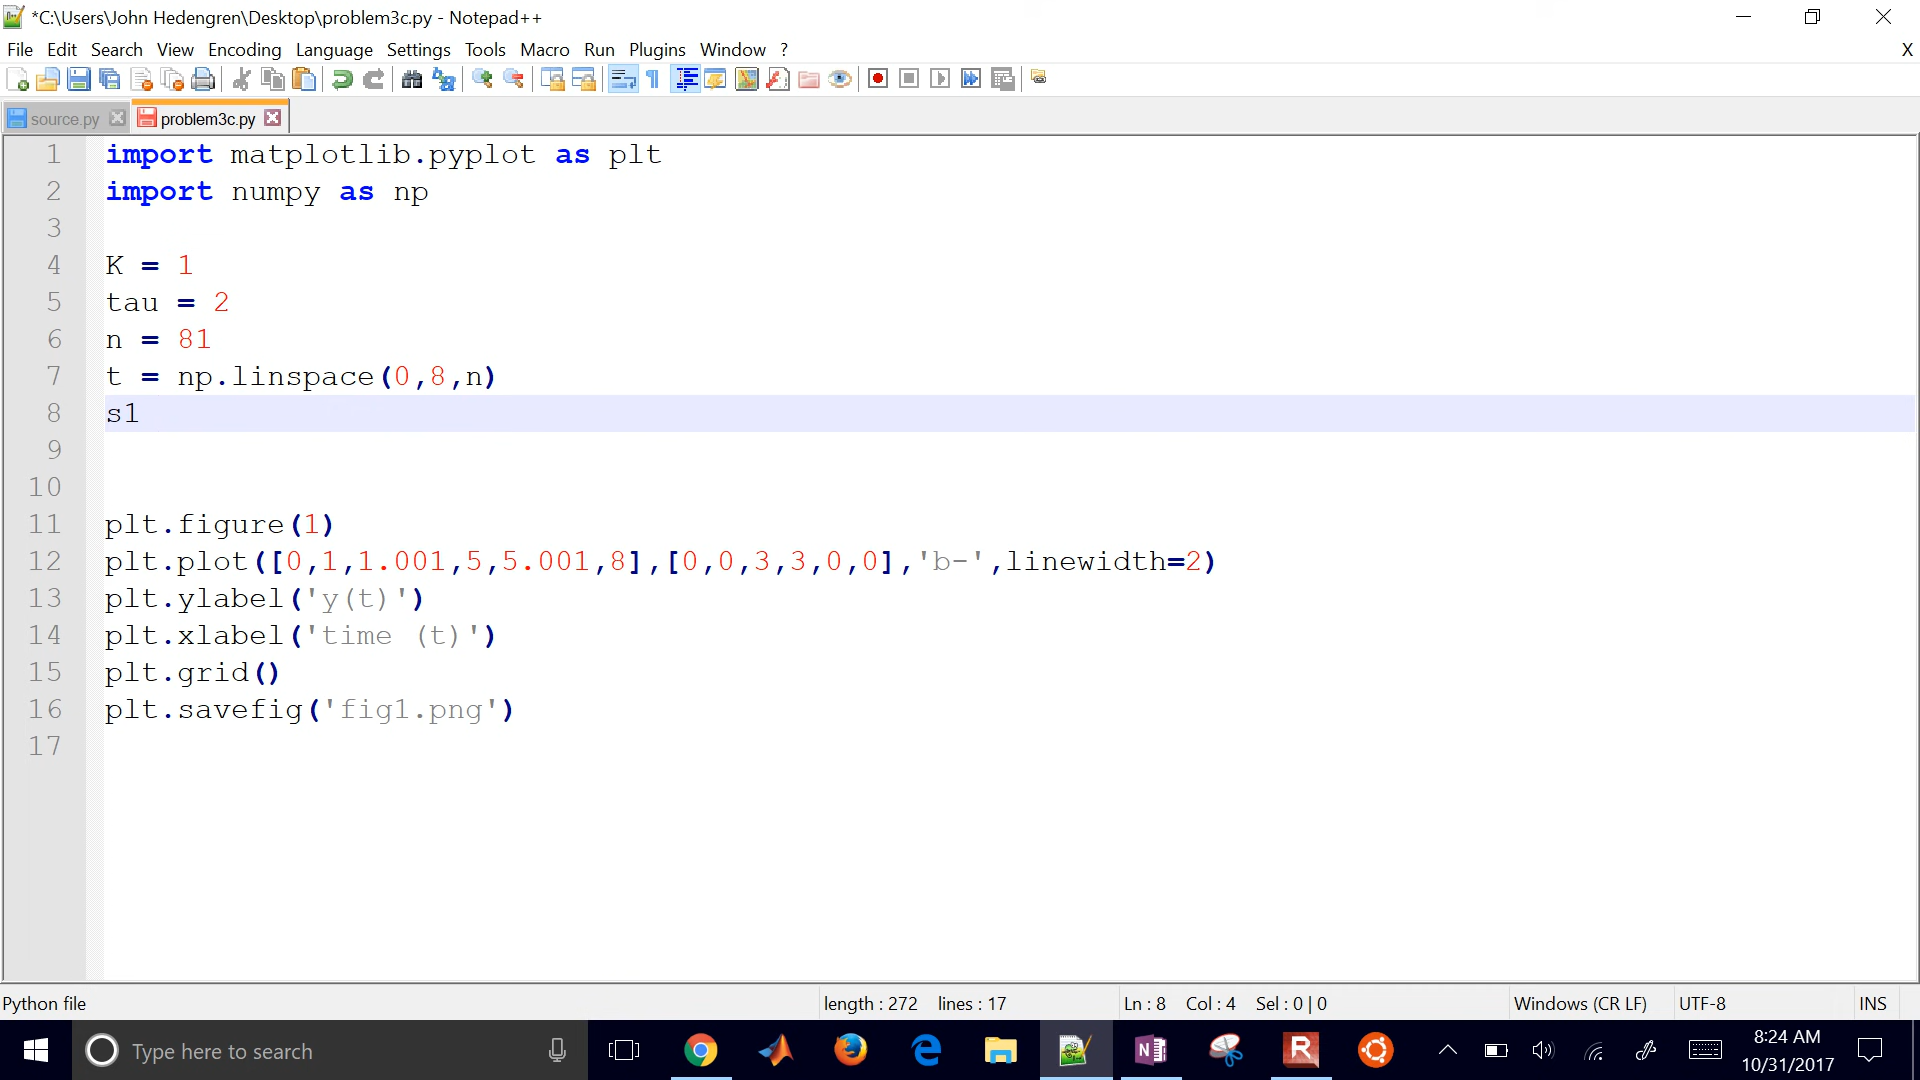 *C:\Users\John Hedengren\Desktop\problem3c.py - Notepad++
File Edit Search View Encoding Language Settings Tools Macro Run Plugins Window ? X
source.py problem3c.py
1 import matplotlib.pyplot as plt
2 import numpy as np
3
4 K = 1
5 tau = 2
6 n = 81
7 t = np.linspace(0,8,n)
8 s1
9
10
11 plt.figure(1)
12 plt.plot([0,1,1.001,5,5.001,8],[0,0,3,3,0,0],'b-',linewidth=2)
13 plt.ylabel('y(t)')
14 plt.xlabel('time (t)')
15 plt.grid()
16 plt.savefig('fig1.png')
17
Python file length : 272 lines : 17 Ln : 8 Col : 4 Sel : 0 | 0 Windows (CR LF) UTF-8 INS
Type here to search 8:24 AM
10/31/2017